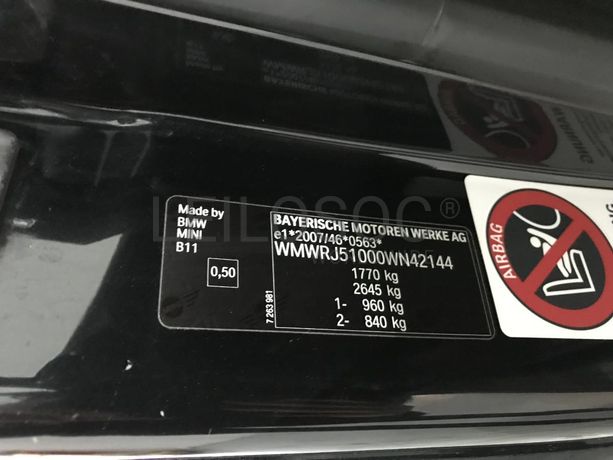 LEILOSOC®
Made by
BMW
MINI
B11
0,50
7 263 981
BAYERISCHE MOTOREN WERKE AG
e1*2007/46*0563*
WMWRJ51000WN42144
1770 kg
2645 kg
1- 960 kg
2- 840 kg
AIRBAG